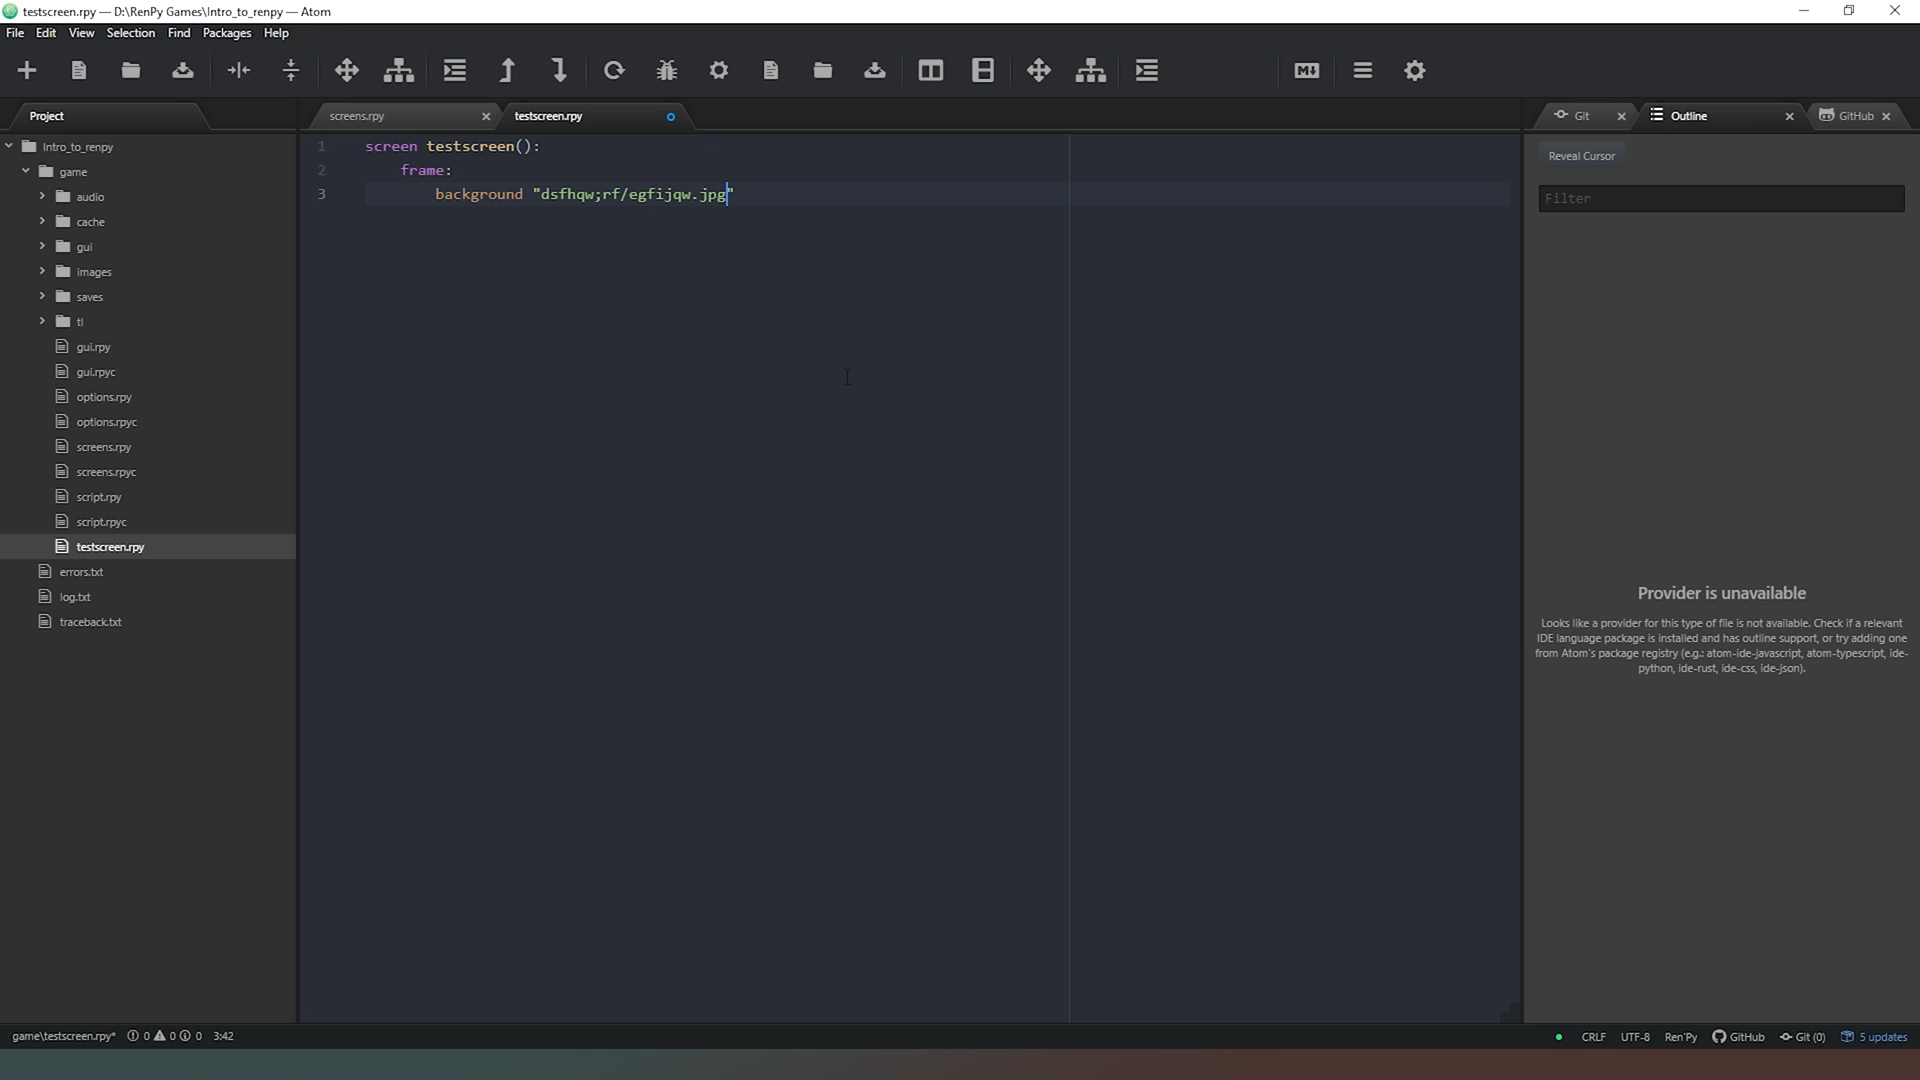 testscreen.rpy — D:\RenPy Games\Intro_to_renpy — Atom
File Edit View Selection Find Packages Help
Project
screens.rpy
testscreen.rpy
Git
Outline
GitHub
Intro_to_renpy
game
audio
cache
gui
images
saves
tl
gui.rpy
gui.rpyc
options.rpy
options.rpyc
screens.rpy
screens.rpyc
script.rpy
script.rpyc
testscreen.rpy
errors.txt
log.txt
traceback.txt
1 screen testscreen():
2 frame:
3 background "dsfhqw;rf/egfijqw.jpg"
Reveal Cursor
Filter
Provider is unavailable
Looks like a provider for this type of file is not available. Check if a relevant
IDE language package is installed and has outline support, or try adding one
from Atom's package registry (e.g.: atom-ide-javascript, atom-typescript, ide-
python, ide-rust, ide-css, ide-json).
game\testscreen.rpy* 0 0 0 3:42
CRLF UTF-8 Ren'Py GitHub Git (0) 5 updates